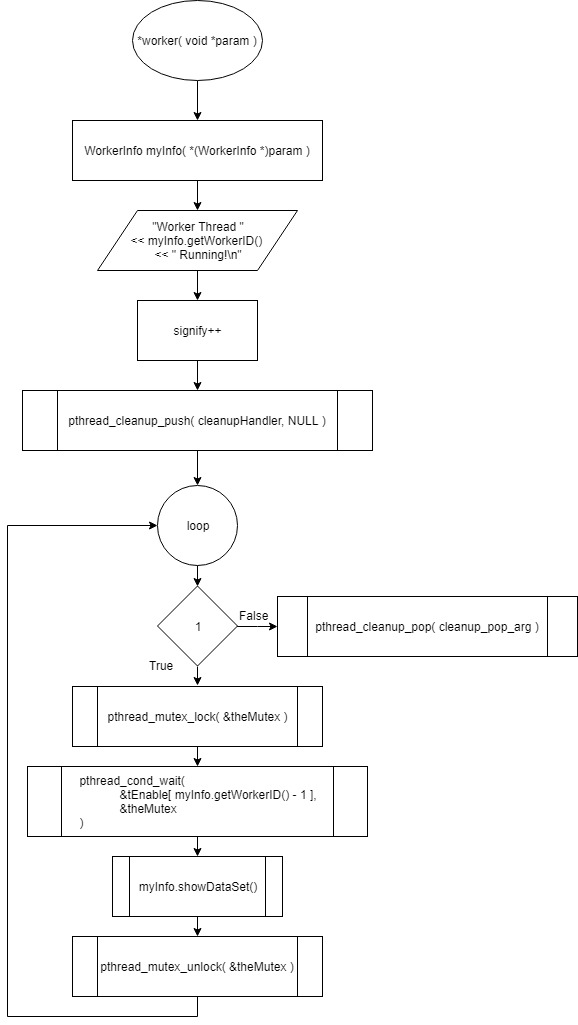 *worker( void *param )
WorkerInfo myInfo( *(WorkerInfo *)param )
"Worker Thread "
<< myInfo.getWorkerID()
<< " Running!\n"
signify++
pthread_cleanup_push( cleanupHandler, NULL )
loop
1
False
pthread_cleanup_pop( cleanup_pop_arg )
True
pthread_mutex_lock( &theMutex )
pthread_cond_wait(
&tEnable[ myInfo.getWorkerID() - 1 ],
&theMutex
)
myInfo.showDataSet()
pthread_mutex_unlock( &theMutex )